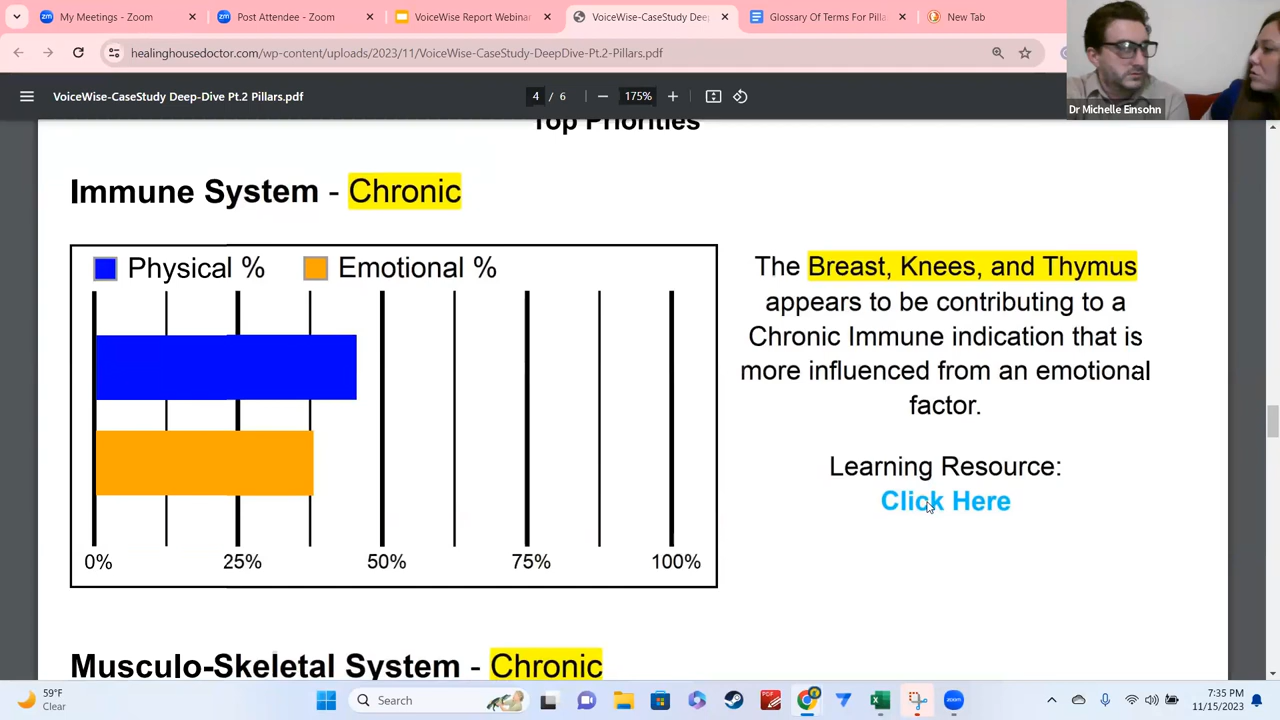 My Meetings - Zoom
Post Attendee - Zoom
VoiceWise Report Webinar
VoiceWise-CaseStudy Deep
Glossary Of Terms For Pilla
New Tab
healinghousedoctor.com/wp-content/uploads/2023/11/VoiceWise-CaseStudy-DeepDive-Pt.2-Pillars.pdf
Dr Michelle Einsohn
VoiceWise-CaseStudy Deep-Dive Pt.2 Pillars.pdf
4 / 6
175%
Top Priorities
Immune System - Chronic
Physical %
Emotional %
0%
25%
50%
75%
100%
The Breast, Knees, and Thymus
appears to be contributing to a
Chronic Immune indication that is
more influenced from an emotional
factor.
Learning Resource:
Click Here
Musculo-Skeletal System - Chronic
59°F
Clear
Search
7:35 PM
11/15/2023